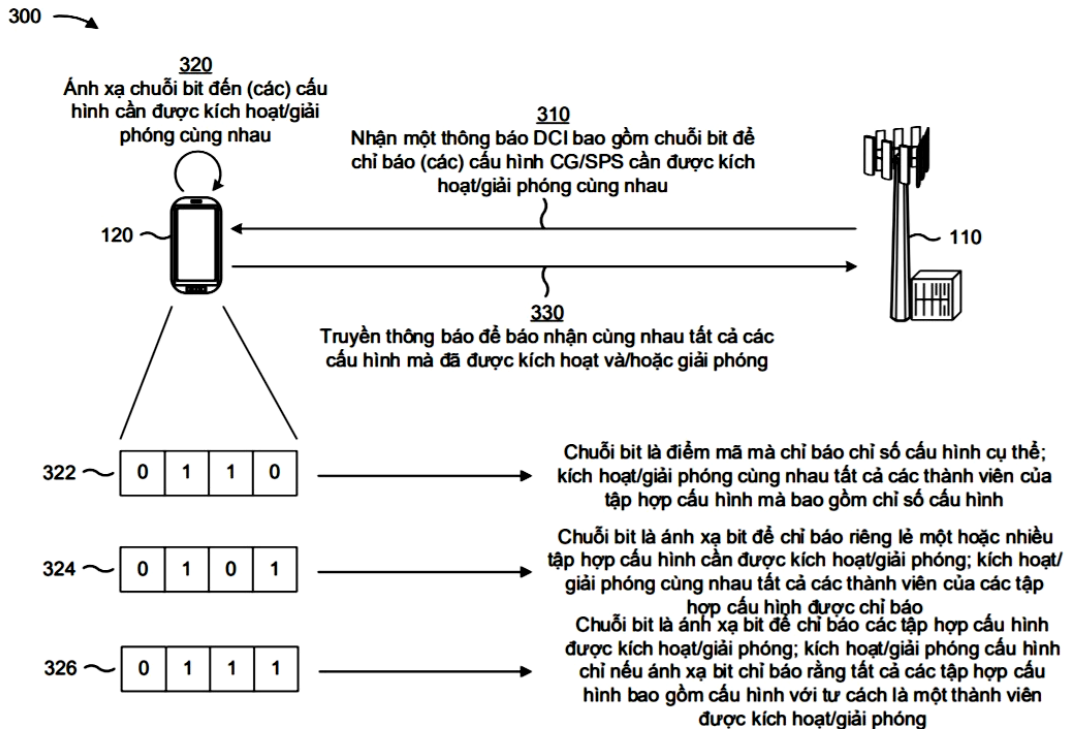 300
320
Ánh xạ chuỗi bit đến (các) cấu
hình cần được kích hoạt/giải
phóng cùng nhau
310
Nhận một thông báo DCI bao gồm chuỗi bit để
chỉ báo (các) cấu hình CG/SPS cần được kích
hoạt/giải phóng cùng nhau
120
110
330
Truyền thông báo để báo nhận cùng nhau tất cả các
cấu hình mà đã được kích hoạt và/hoặc giải phóng
322
0 1 1 0
Chuỗi bit là điểm mã mà chỉ báo chỉ số cấu hình cụ thể;
kích hoạt/giải phóng cùng nhau tất cả các thành viên của
tập hợp cấu hình mà bao gồm chỉ số cấu hình
324
0 1 0 1
Chuỗi bit là ánh xạ bit để chỉ báo riêng lẻ một hoặc nhiều
tập hợp cấu hình cần được kích hoạt/giải phóng; kích hoạt/
giải phóng cùng nhau tất cả các thành viên của các tập
hợp cấu hình được chỉ báo
326
0 1 1 1
Chuỗi bit là ánh xạ bit để chỉ báo các tập hợp cấu hình
được kích hoạt/giải phóng; kích hoạt/giải phóng cấu hình
chỉ nếu ánh xạ bit chỉ báo rằng tất cả các tập hợp cấu
hình bao gồm cấu hình với tư cách là một thành viên
được kích hoạt/giải phóng